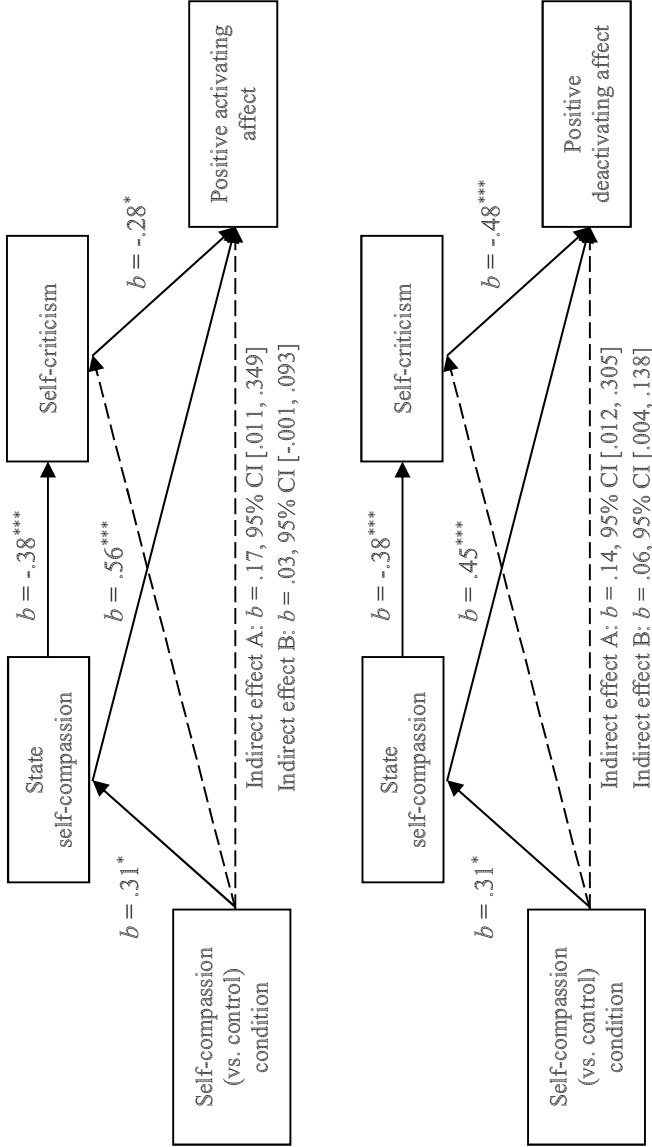 State
self-compassion
b = -.38***
Self-criticism
b = .31*
b = .56***
b = -.28*
Self-compassion
(vs. control)
condition
Positive activating
affect
Indirect effect A: b = .17, 95% CI [.011, .349]
Indirect effect B: b = .03, 95% CI [-.001, .093]
State
self-compassion
b = -.38***
Self-criticism
b = .31*
b = .45***
b = -.48***
Self-compassion
(vs. control)
condition
Positive
deactivating affect
Indirect effect A: b = .14, 95% CI [.012, .305]
Indirect effect B: b = .06, 95% CI [.004, .138]